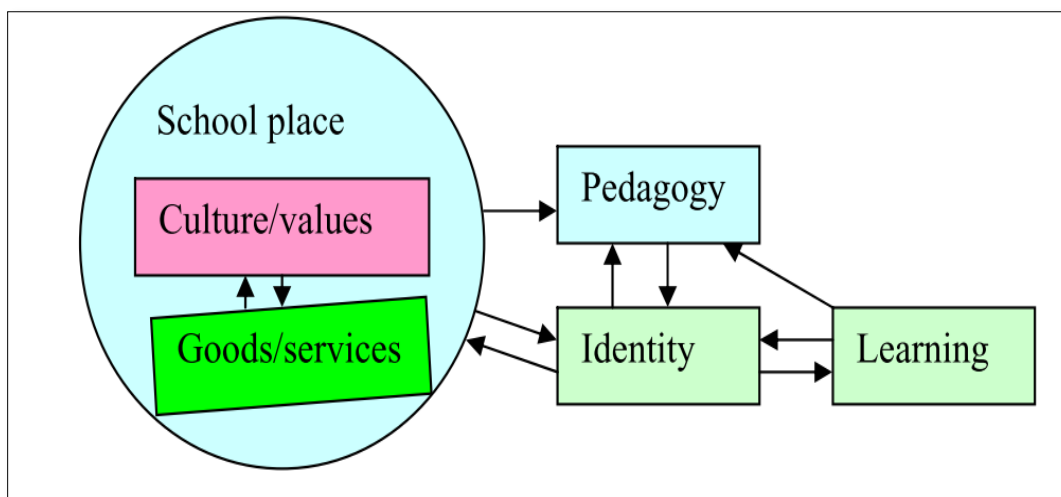 School place
Culture/values
Goods/services
Pedagogy
Identity
Learning